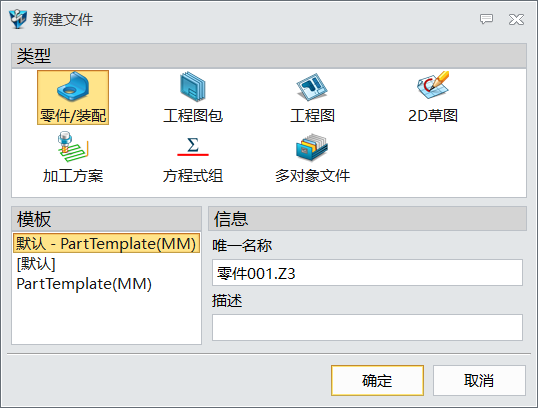 新建文件
类型
零件/装配
工程图包
工程图
2D草图
加工方案
方程式组
多对象文件
模板
默认 - PartTemplate(MM)
[默认]
PartTemplate(MM)
信息
唯一名称
零件001.Z3
描述
确定
取消